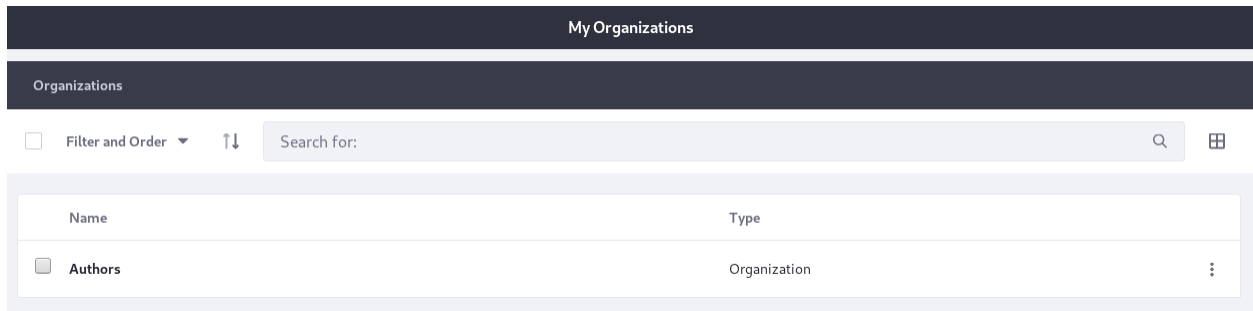 My Organizations
Organizations
Filter and Order
Search for:
Name Type
Authors Organization